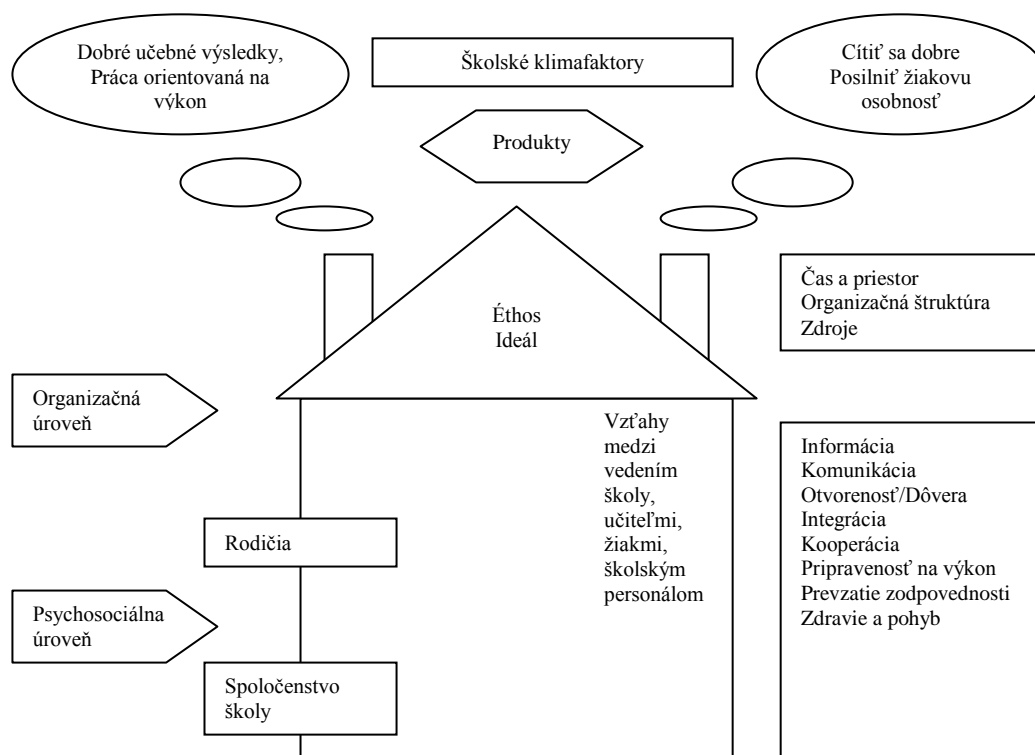 Dobré učebné výsledky,
Práca orientovaná na
výkon
Školské klimafaktory
Cítiť sa dobre
Posilniť žiakovu
osobnosť
Produkty
Éthos
Ideál
Čas a priestor
Organizačná štruktúra
Zdroje
Organizačná
úroveň
Vzťahy
medzi
vedením
školy,
učiteľmi,
žiakmi,
školským
personálom
Informácia
Komunikácia
Otvorenosť/Dôvera
Integrácia
Kooperácia
Pripravenosť na výkon
Prevzatie zodpovednosti
Zdravie a pohyb
Rodičia
Psychosociálna
úroveň
Spoločenstvo
školy